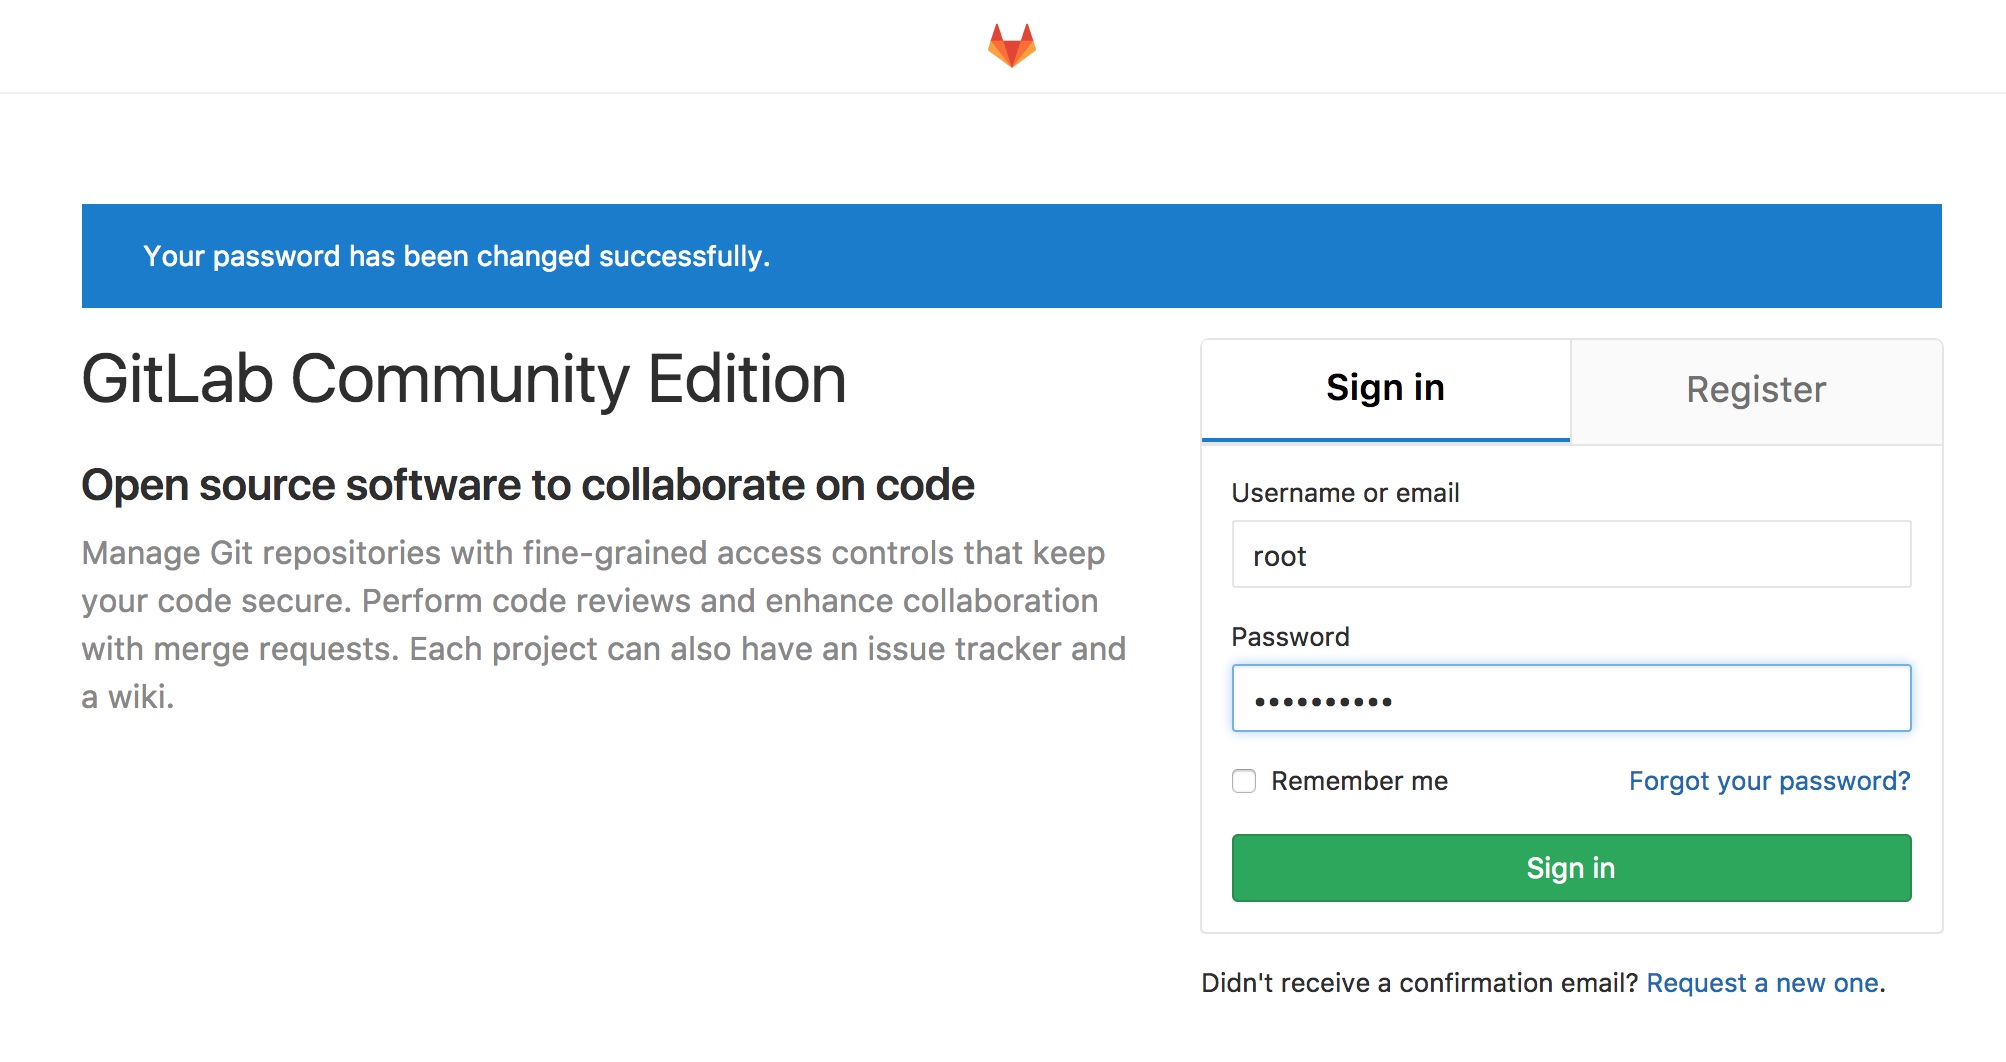 Your password has been changed successfully.
GitLab Community Edition
Open source software to collaborate on code
Manage Git repositories with fine-grained access controls that keep
your code secure. Perform code reviews and enhance collaboration
with merge requests. Each project can also have an issue tracker and
a wiki.
Sign in
Register
Username or email
root
Password
••••••••••
Remember me
Forgot your password?
Sign in
Didn't receive a confirmation email? Request a new one.